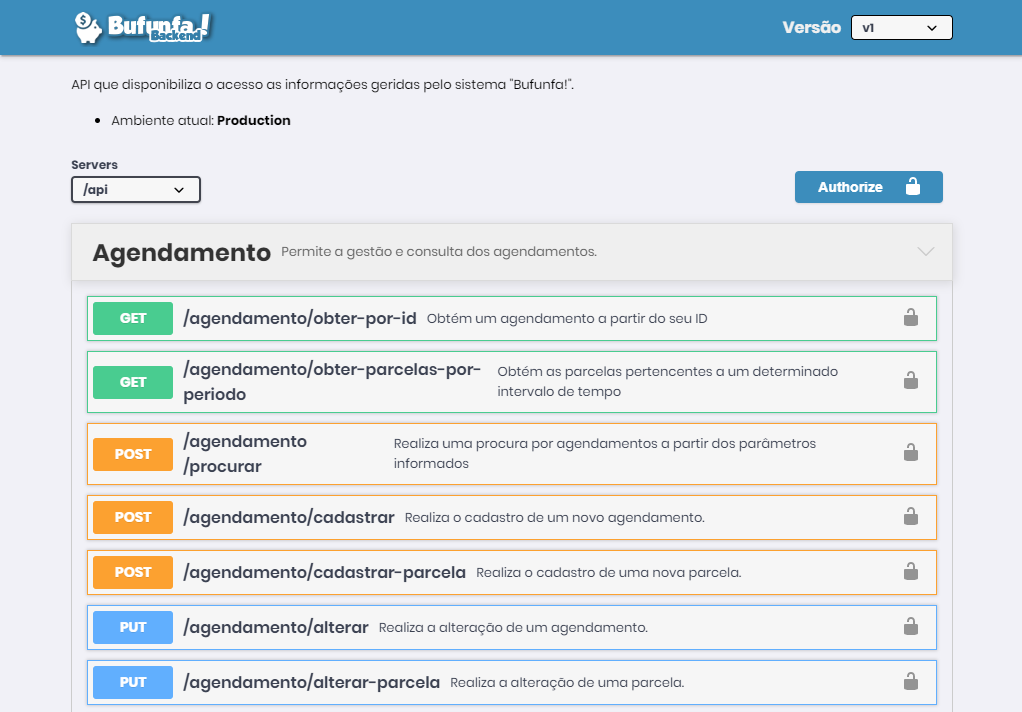 $ Bufunfa!
Backend
Versão v1
API que disponibiliza o acesso as informações geridas pelo sistema "Bufunfa!".
Ambiente atual: Production
Servers
/api
Authorize
Agendamento Permite a gestão e consulta dos agendamentos.
GET /agendamento/obter-por-id Obtém um agendamento a partir do seu ID
GET /agendamento/obter-parcelas-por- Obtém as parcelas pertencentes a um determinado
periodo intervalo de tempo
POST /agendamento Realiza uma procura por agendamentos a partir dos parâmetros
/procurar informados
POST /agendamento/cadastrar Realiza o cadastro de um novo agendamento.
POST /agendamento/cadastrar-parcela Realiza o cadastro de uma nova parcela.
PUT /agendamento/alterar Realiza a alteração de um agendamento.
PUT /agendamento/alterar-parcela Realiza a alteração de uma parcela.